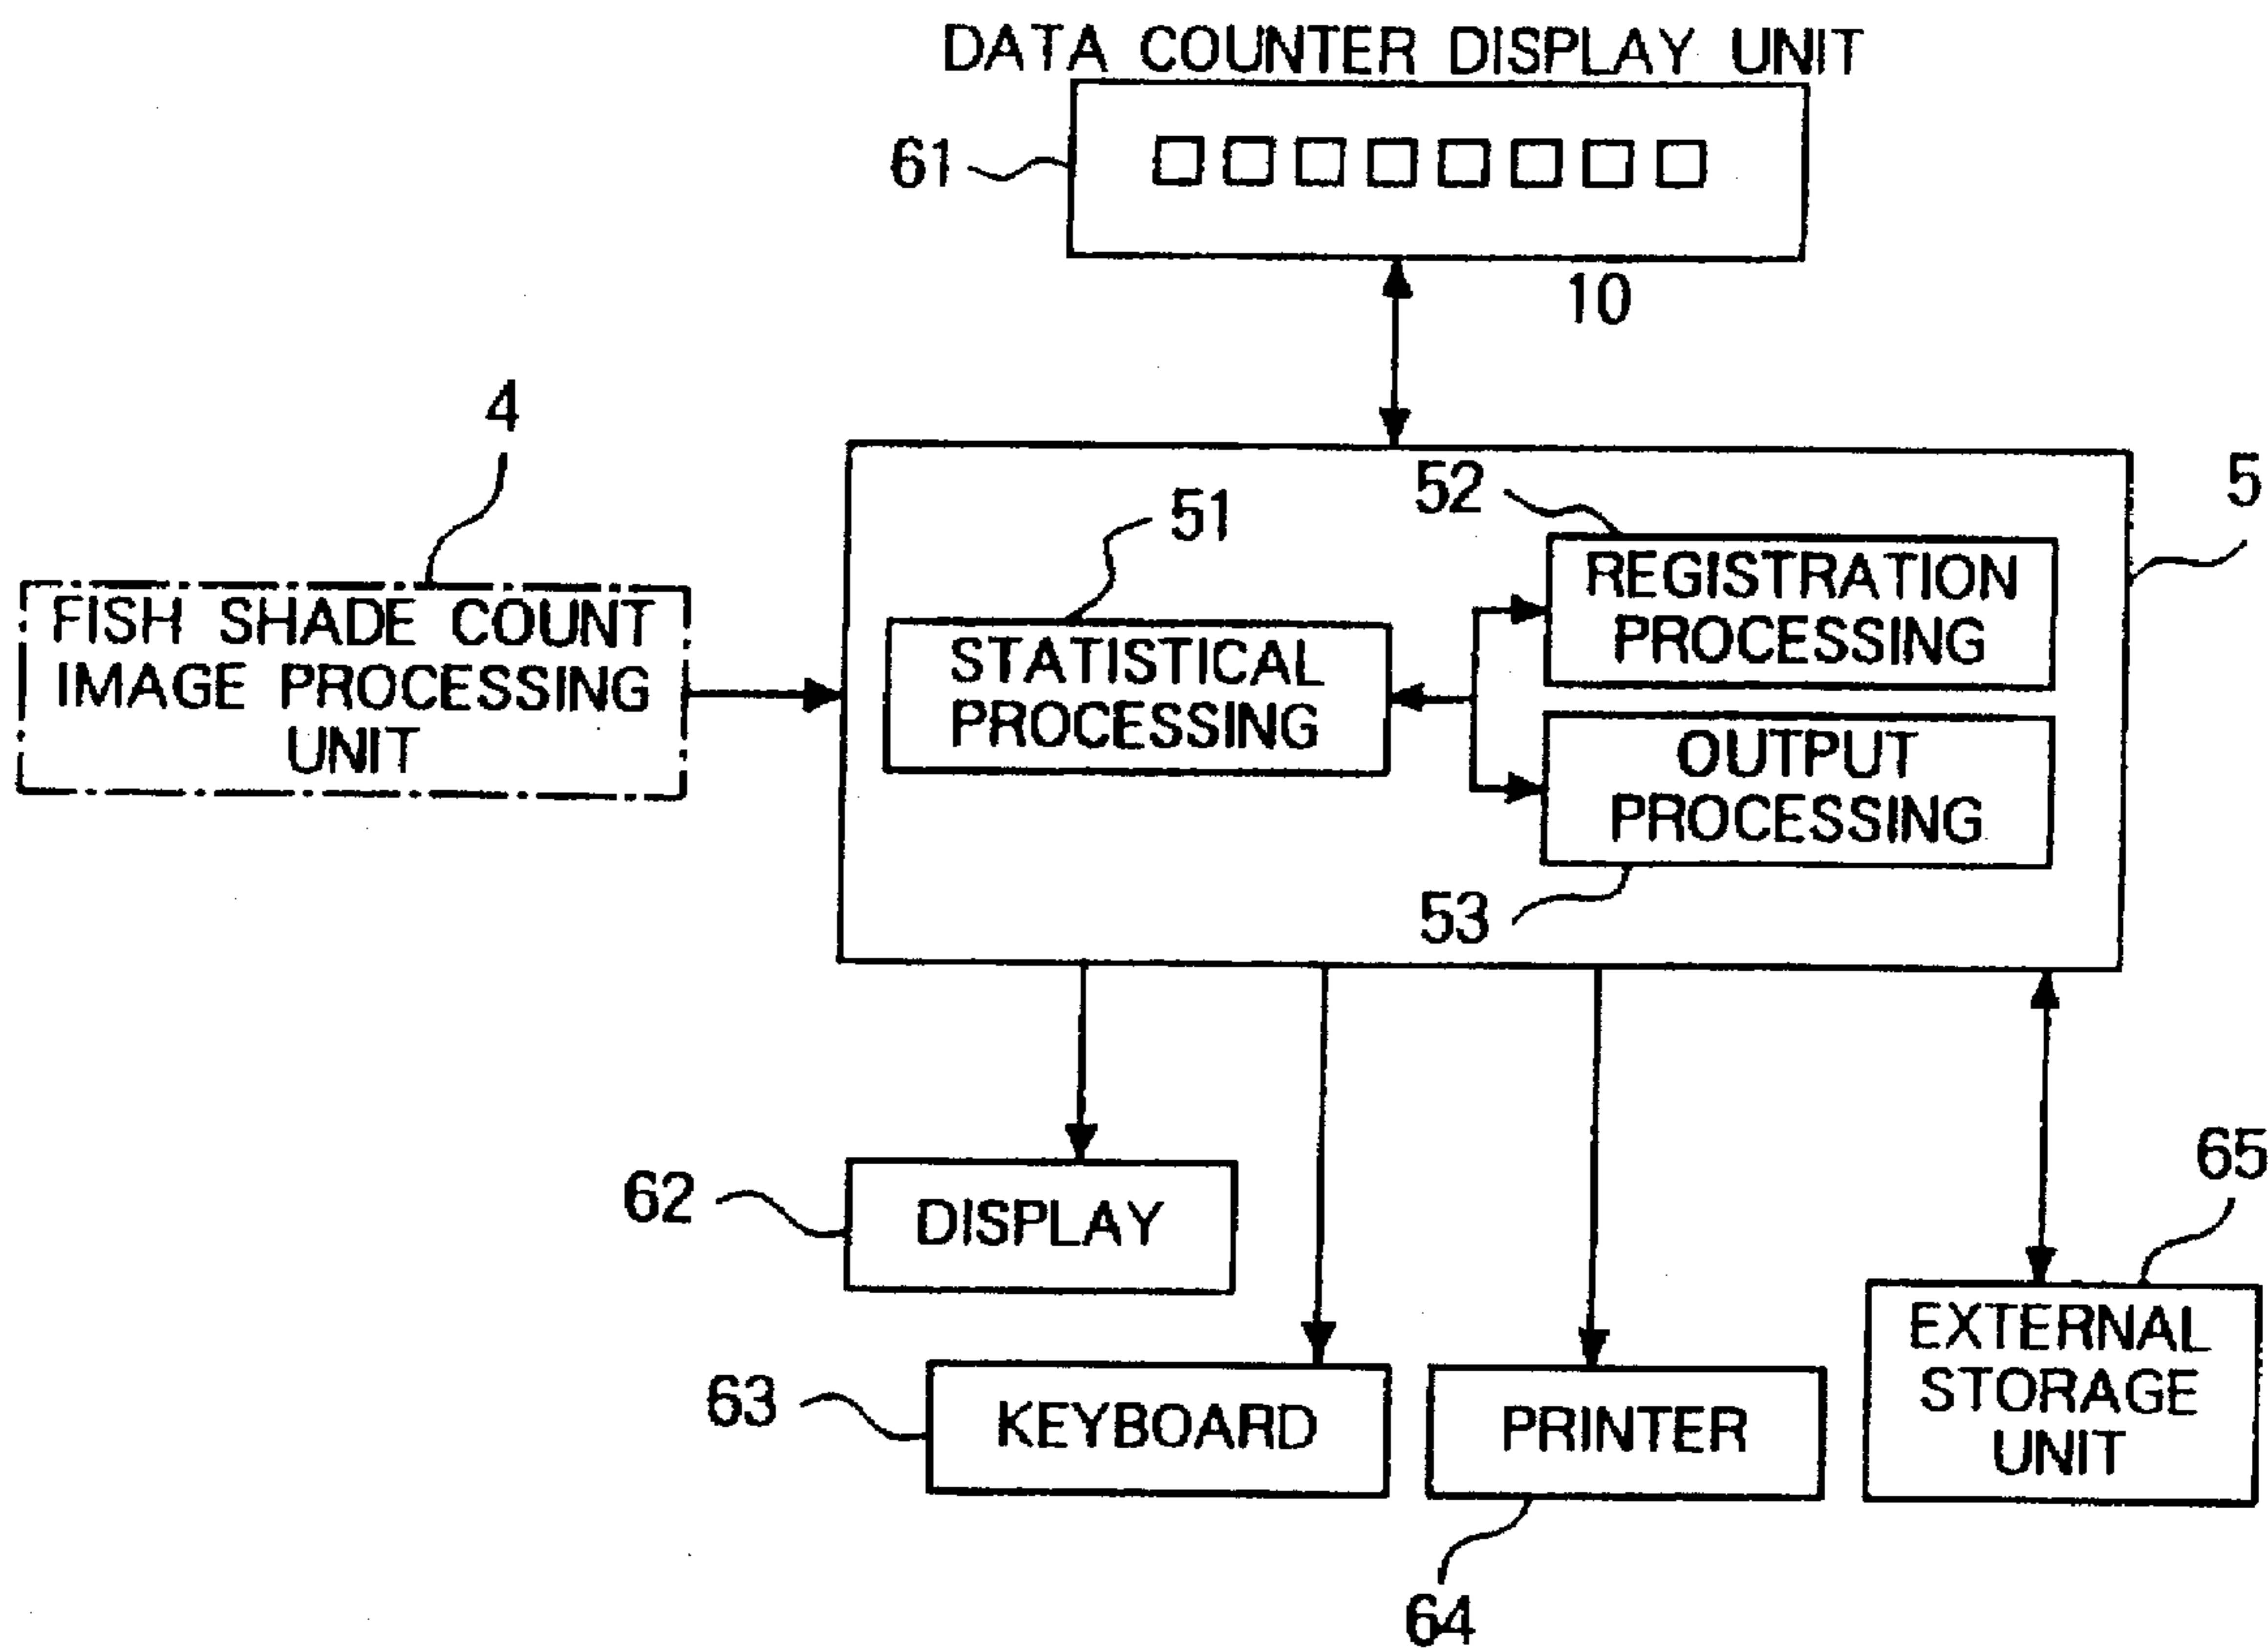 DATA COUNTER DISPLAY UNIT
61
10
4
5
52
51
REGISTRATION
PROCESSING
FISH SHADE COUNT
IMAGE PROCESSING
UNIT
STATISTICAL
PROCESSING
OUTPUT
PROCESSING
53
62
DISPLAY
65
63
KEYBOARD
PRINTER
EXTERNAL
STORAGE
UNIT
64